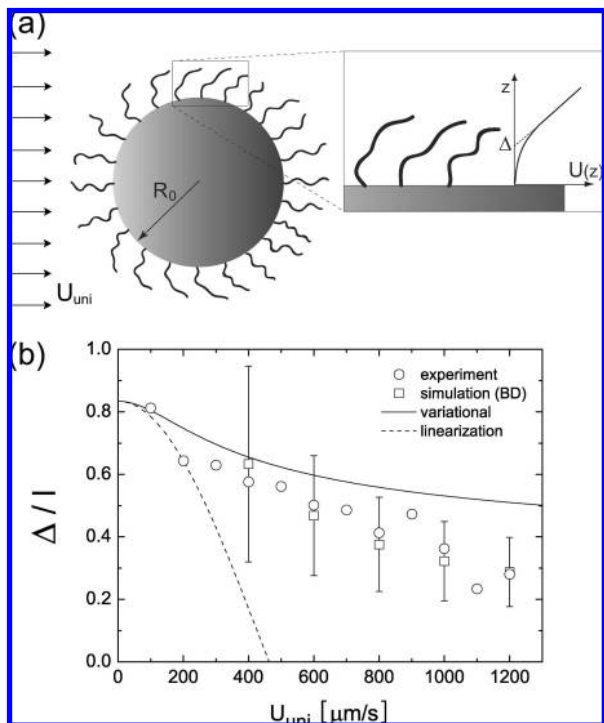 (a)
z
Δ
U(z)
R₀
Uuni
(b)
1.0
experiment
simulation (BD)
0.8
variational
linearization
0.6
Δ / l
0.4
0.2
0.0
0 200 400 600 800 1000 1200
Uuni [μm/s]